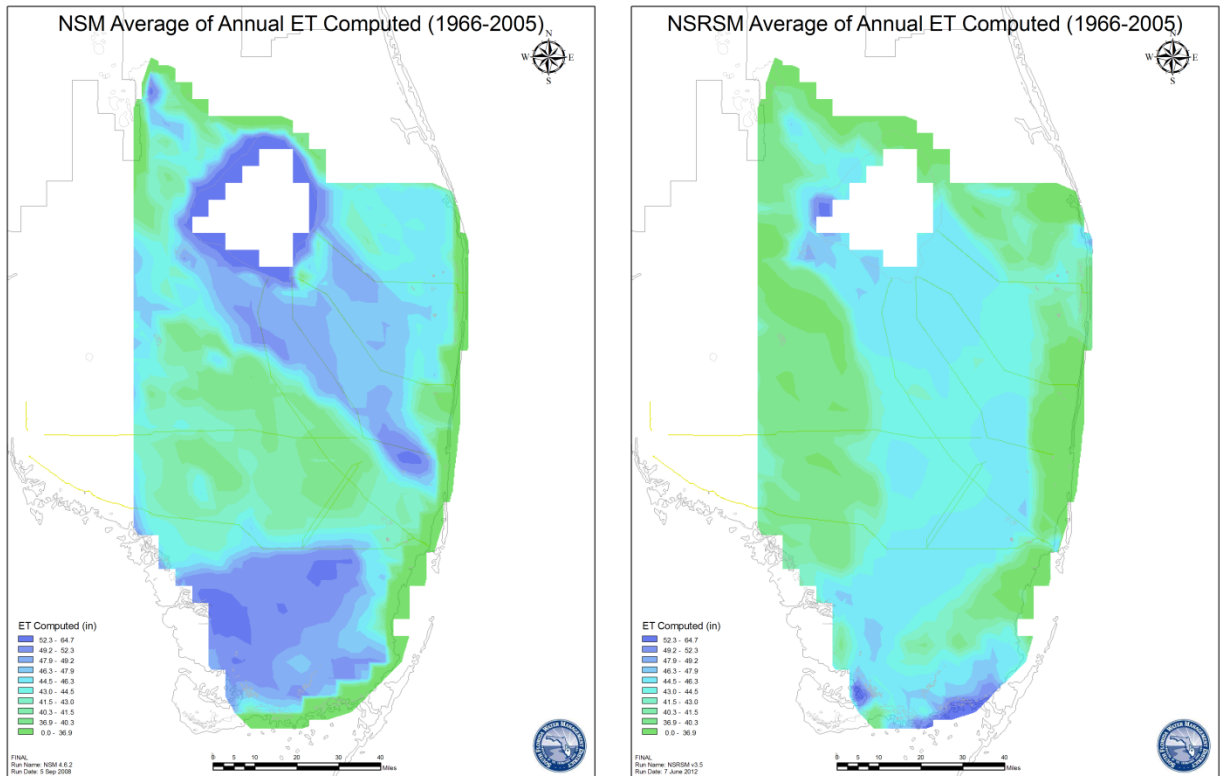 NSM Average of Annual ET Computed (1966-2005)
N
W
E
S
ET Computed (in)
52.3 - 64.7
49.2 - 52.3
47.9 - 49.2
46.3 - 47.9
44.5 - 46.3
43.0 - 44.5
41.5 - 43.0
40.3 - 41.5
36.9 - 40.3
0.0 - 36.9
FINAL
Run Name: NSM 4.6.2
Run Date: 5 Sep 2008
0 5 10 20 30 40
Miles
NSRSM Average of Annual ET Computed (1966-2005)
N
W
E
S
ET Computed (in)
52.3 - 64.7
49.2 - 52.3
47.9 - 49.2
46.3 - 47.9
44.5 - 46.3
43.0 - 44.5
41.5 - 43.0
40.3 - 41.5
36.9 - 40.3
0.0 - 36.9
FINAL
Run Name: NSRSM v3.5
Run Date: 7 June 2012
0 5 10 20 30 40
Miles